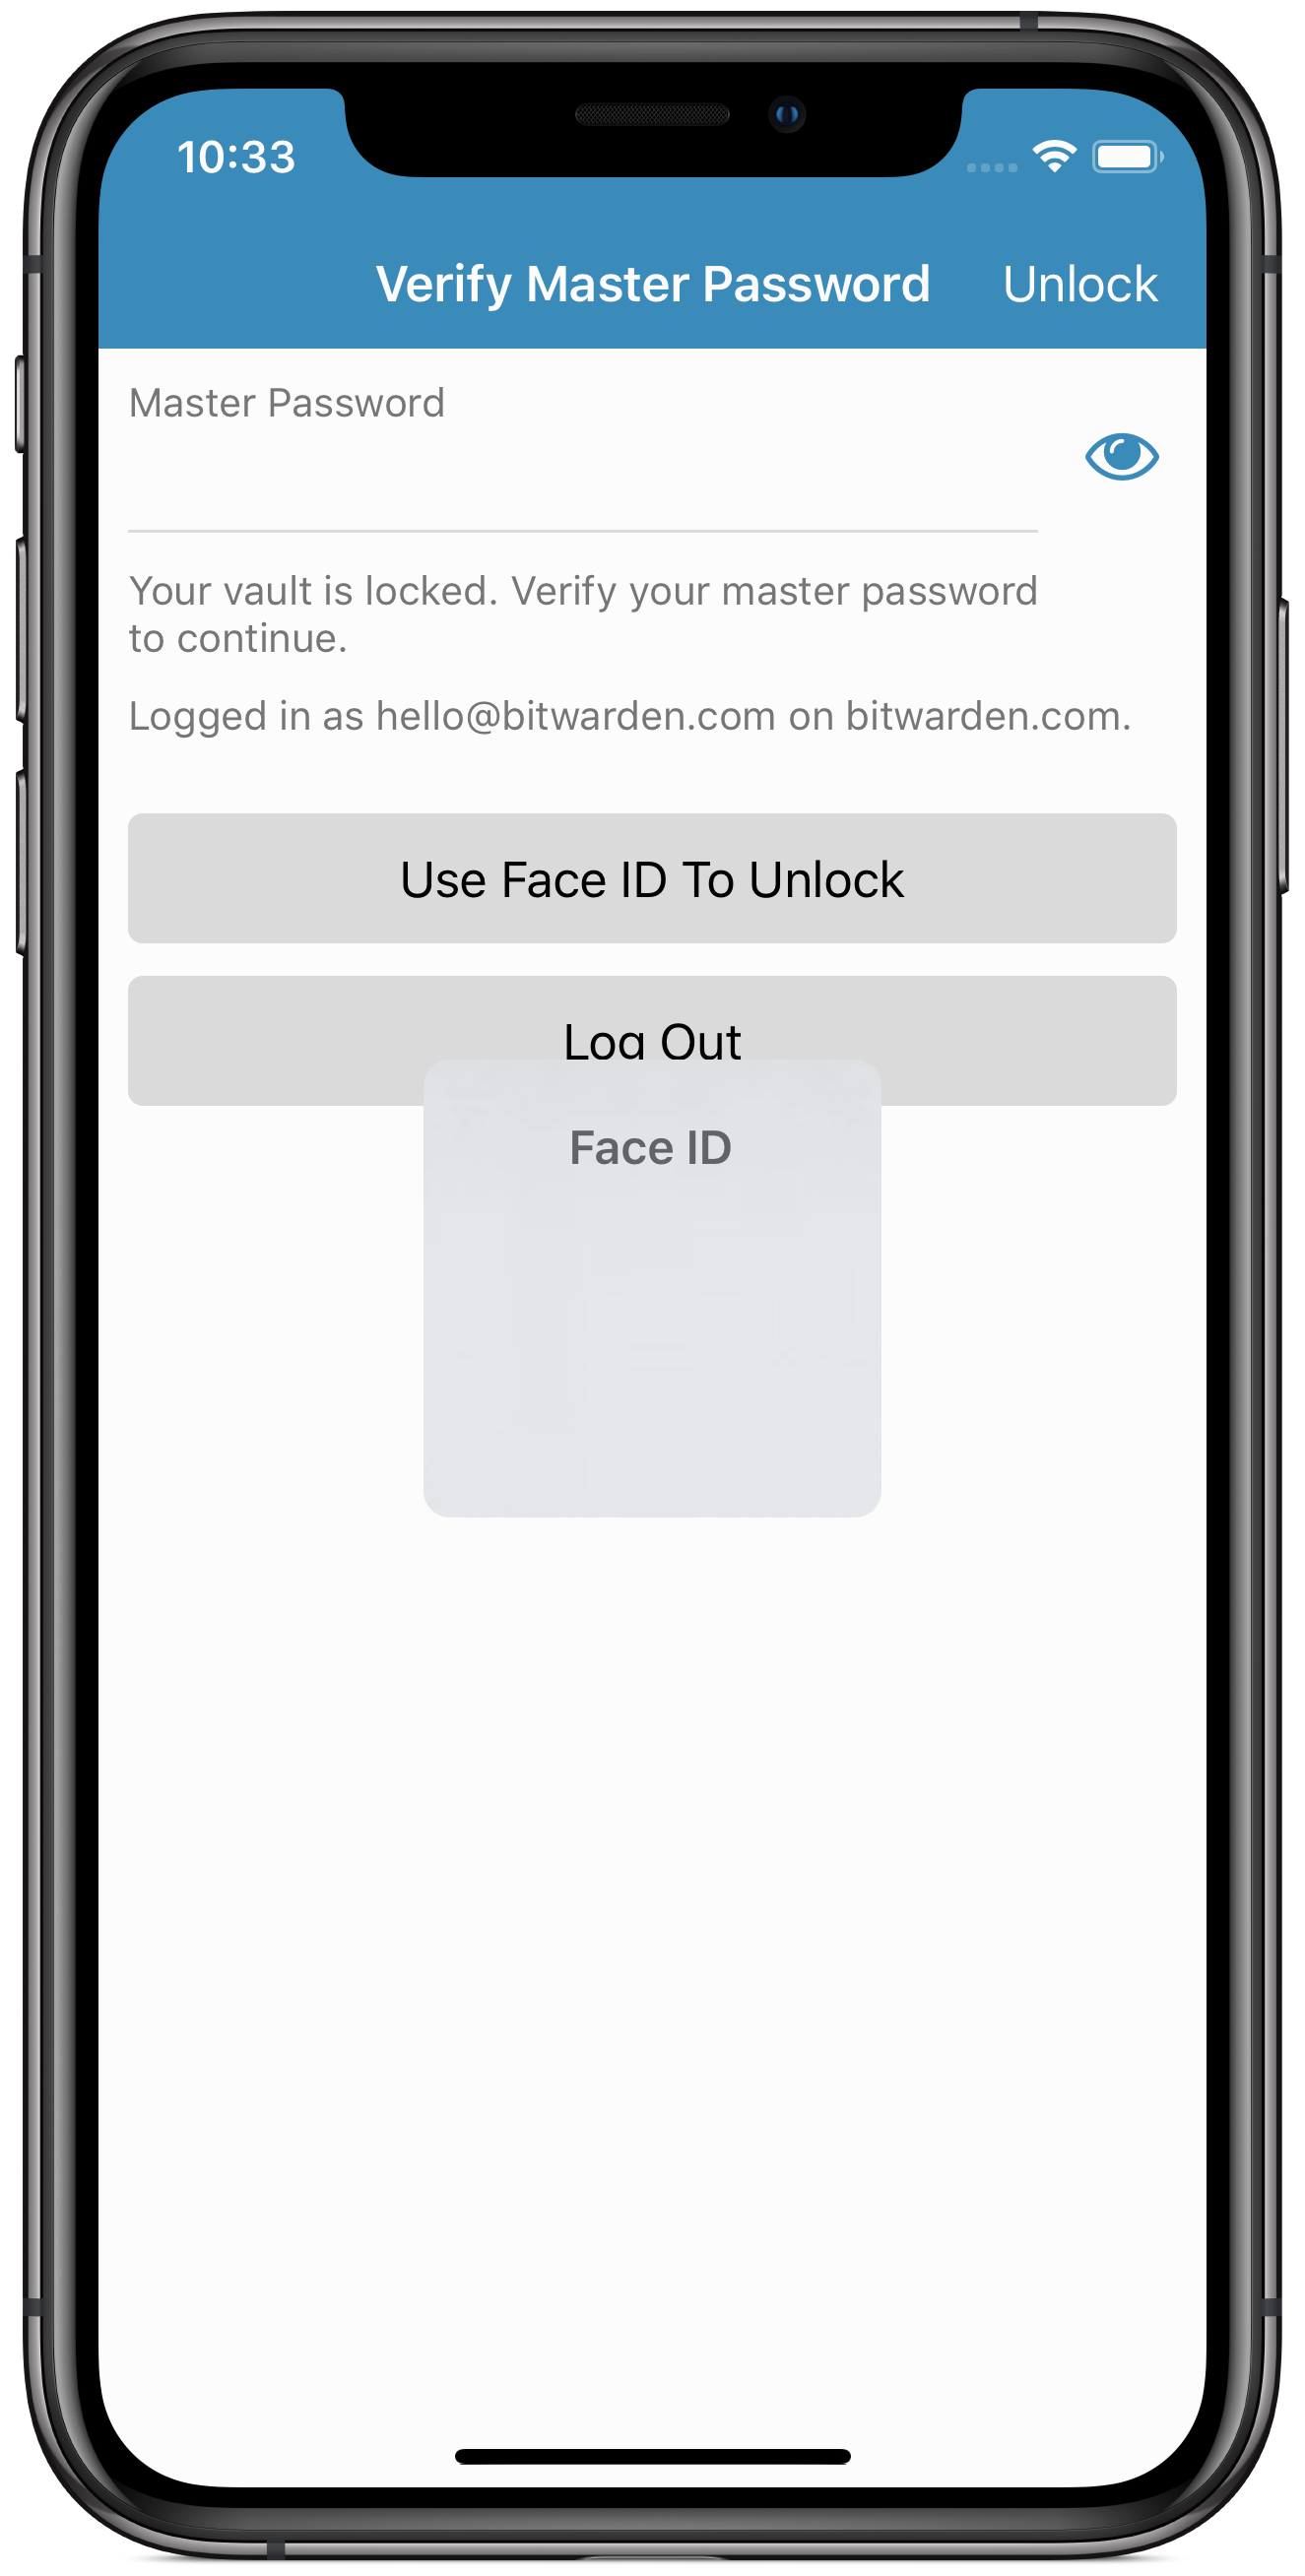 10:33
Verify Master Password Unlock
Master Password
Your vault is locked. Verify your master password
to continue.
Logged in as hello@bitwarden.com on bitwarden.com.
Use Face ID To Unlock
Log Out
Face ID